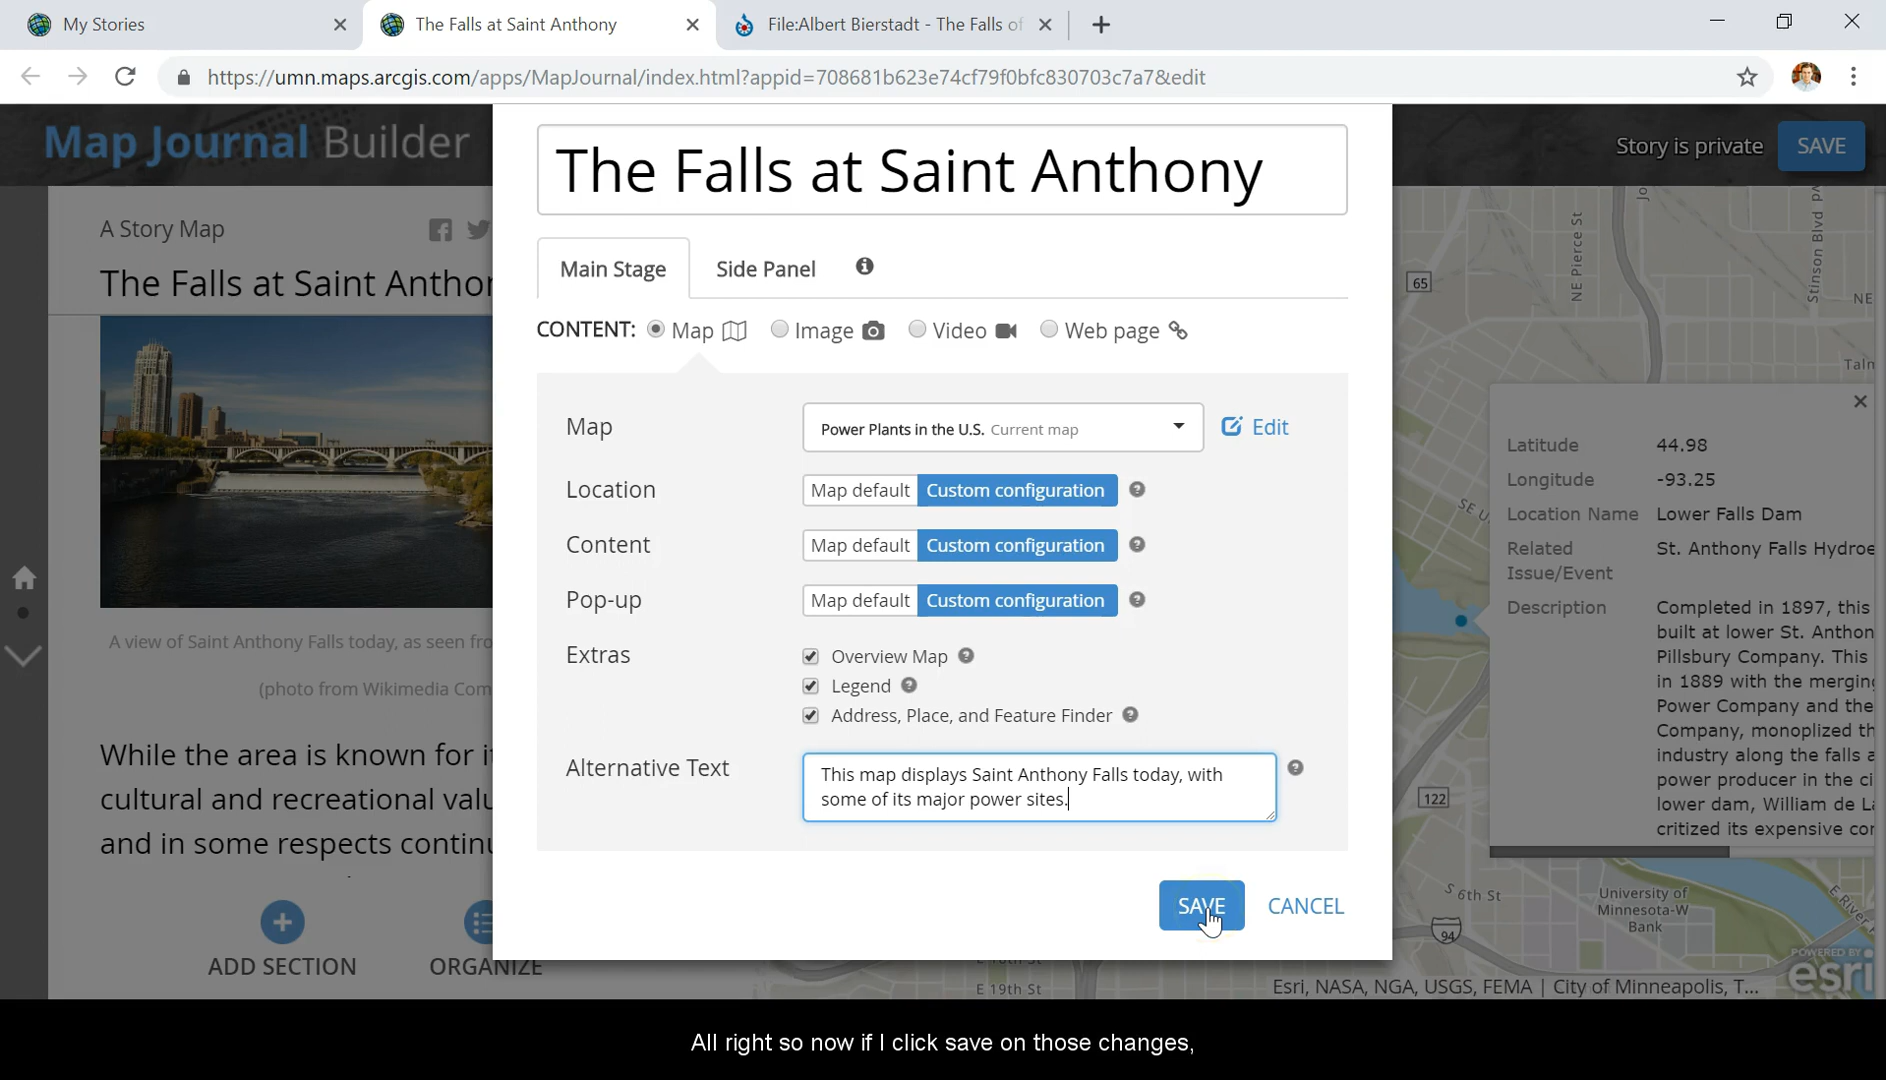 My Stories
The Falls at Saint Anthony
File:Albert Bierstadt - The Falls of
https://umn.maps.arcgis.com/apps/MapJournal/index.html?appid=708681b623e74cf79f0bfc830703c7a7&edit
Map Journal Builder
Story is private
SAVE
A Story Map
The Falls at Saint Anthon
A view of Saint Anthony Falls today, as seen fro
(photo from Wikimedia Com
While the area is known for it
cultural and recreational valu
and in some respects continu
ADD SECTION
ORGANIZE
The Falls at Saint Anthony
Main Stage
Side Panel
CONTENT: Map Image Video Web page
Map
Power Plants in the U.S. Current map
Edit
Location
Map default Custom configuration
Content
Map default Custom configuration
Pop-up
Map default Custom configuration
Extras
Overview Map
Legend
Address, Place, and Feature Finder
Alternative Text
This map displays Saint Anthony Falls today, with
some of its major power sites.
SAVE
CANCEL
NE Pierce St
Stinson Blvd
65
NE
Latitude 44.98
Longitude -93.25
Location Name Lower Falls Dam
Related
Issue/Event
St. Anthony Falls Hydroe
Description
Completed in 1897, this
built at lower St. Anthon
Pillsbury Company. This
in 1889 with the merging
Power Company and the
Company, monopolized th
industry along the falls a
power producer in the ci
lower dam, William de La
critized its expensive cor
122
S 6th St
University of
Minnesota-W
Bank
E River
94
E 19th St
POWERED BY
esri
Esri, NASA, NGA, USGS, FEMA | City of Minneapolis, T...
All right so now if I click save on those changes,